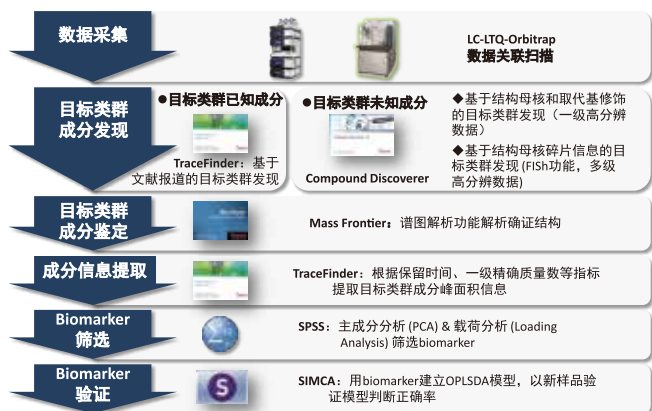 数据采集
LC-LTQ-Orbitrap
数据关联扫描
目标类群
成分发现
●目标类群已知成分
TraceFinder：基于
文献报道的目标类群发现
●目标类群未知成分
Compound Discoverer
◆基于结构母核和取代基修饰
的目标类群发现（一级高分辨
数据）
◆基于结构母核碎片信息的目
标类群发现 (FISh功能，多级
高分辨数据)
目标类群
成分鉴定
Mass Frontier：谱图解析功能解析确证结构
成分信息提取
TraceFinder：根据保留时间、一级精确质量数等指标
提取目标类群成分峰面积信息
Biomarker
筛选
SPSS：主成分分析 (PCA) & 载荷分析 (Loading
Analysis) 筛选biomarker
Biomarker
验证
S
SIMCA：用biomarker建立OPLSDA模型，以新样品验
证模型判断正确率